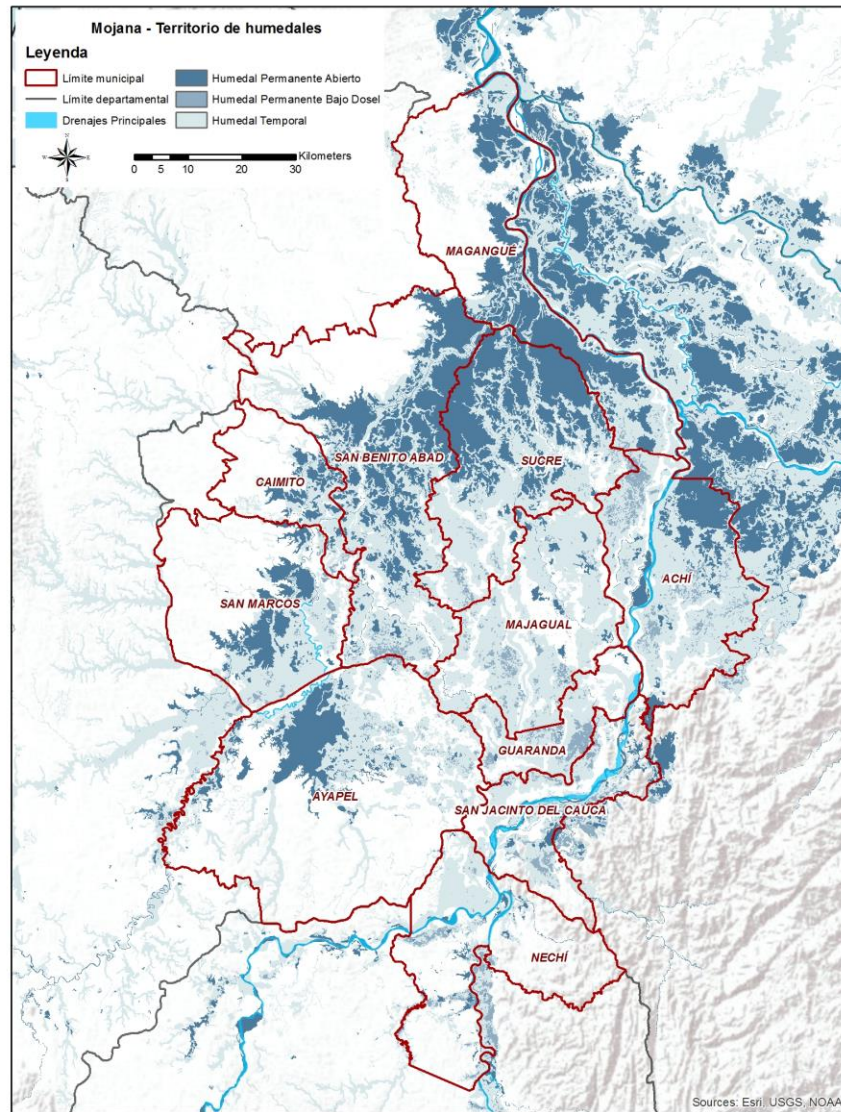 Mojana - Territorio de humedales
Leyenda
Límite municipal
Límite departamental
Drenajes Principales
Humedal Permanente Abierto
Humedal Permanente Bajo Dosel
Humedal Temporal
N
W
E
S
Kilometers
0 5 10 20 30
MAGANGUÉ
SAN BENITO ABAD
SUCRE
CAIMITO
ACHÍ
SAN MARCOS
MAJAGUAL
GUARANDA
AYAPEL
SAN JACINTO DEL CAUCA
NECHÍ
Sources: Esri, USGS, NOAA